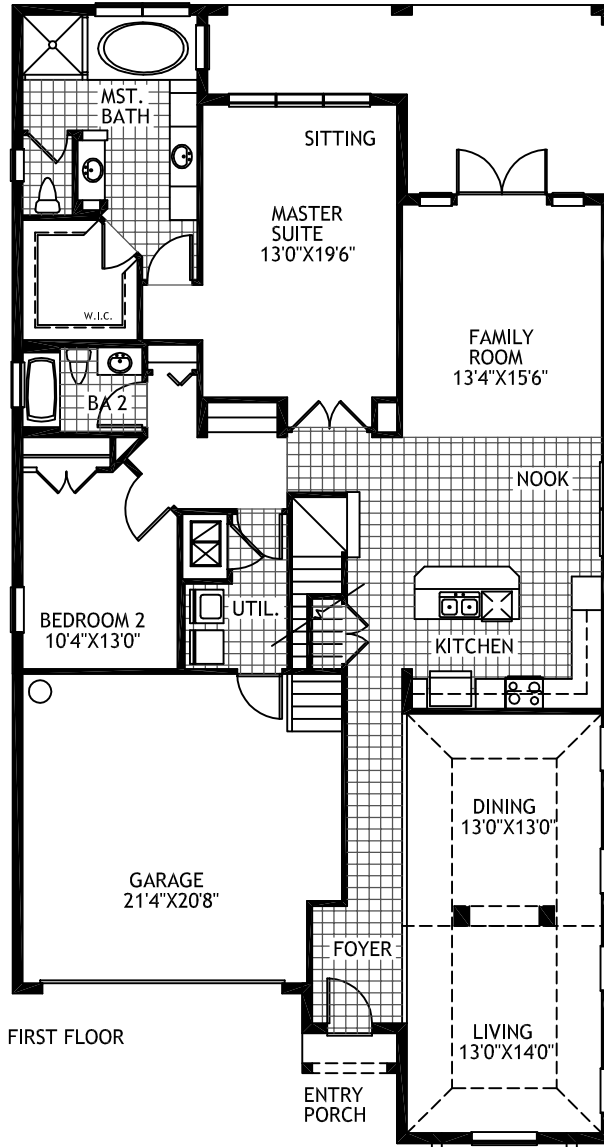 MST.
BATH
SITTING
MASTER
SUITE
13'0"X19'6"
W.I.C.
FAMILY
ROOM
13'4"X15'6"
BA 2
NOOK
UTIL.
BEDROOM 2
10'4"X13'0"
KITCHEN
DINING
13'0"X13'0"
GARAGE
21'4"X20'8"
FOYER
LIVING
13'0"X14'0"
FIRST FLOOR
ENTRY
PORCH